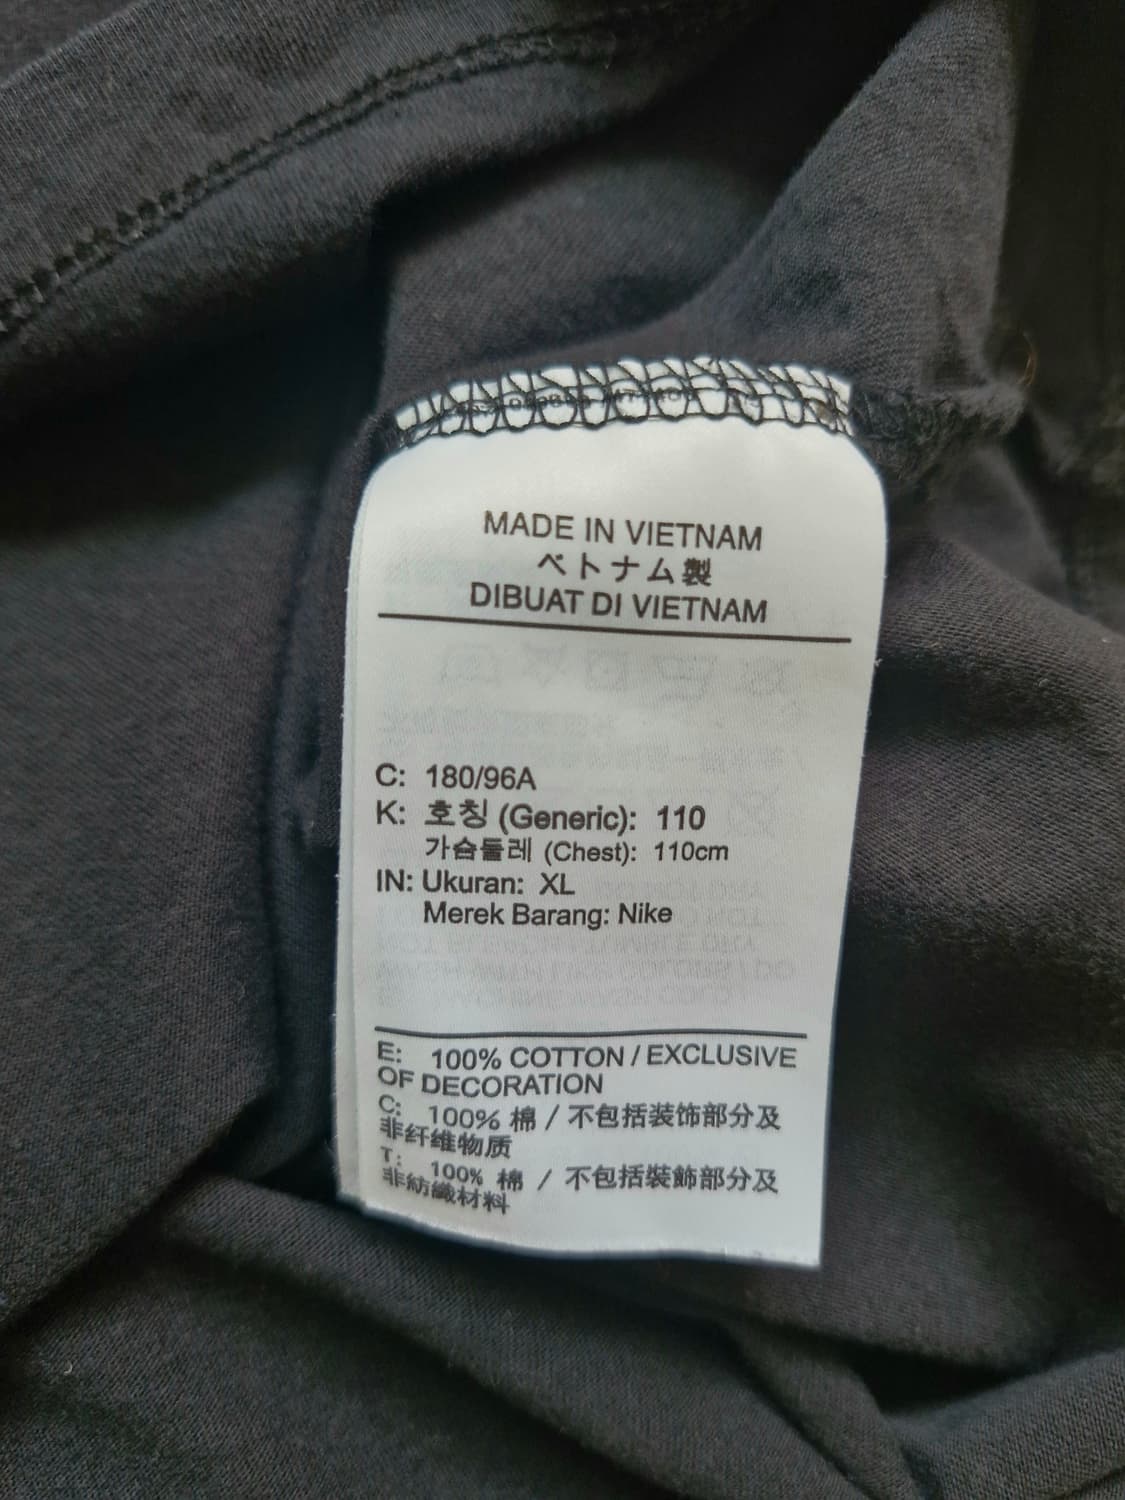 MADE IN VIETNAM
ベトナム製
DIBUAT DI VIETNAM
C: 180/96A
K: 호칭 (Generic): 110
가슴둘레 (Chest): 110cm
IN: Ukuran: XL
Merek Barang: Nike
E: 100% COTTON / EXCLUSIVE
OF DECORATION
C: 100% 棉 / 不包括装饰部分及
非纤维物质
T: 100% 棉 / 不包括裝飾部分及
非紡織材料